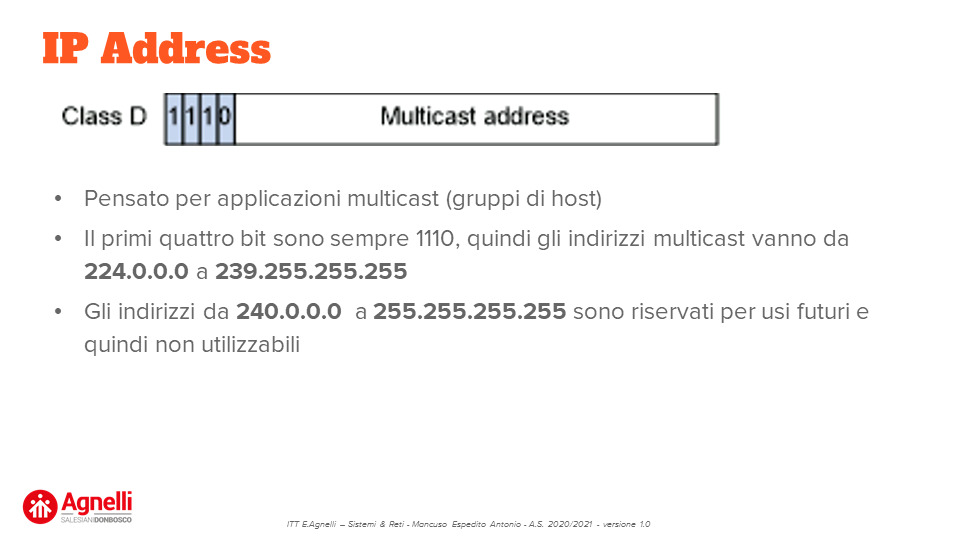 IP Address
Class D 1 1 1 0 Multicast address
• Pensato per applicazioni multicast (gruppi di host)
• Il primi quattro bit sono sempre 1110, quindi gli indirizzi multicast vanno da
224.0.0.0 a 239.255.255.255
• Gli indirizzi da 240.0.0.0 a 255.255.255.255 sono riservati per usi futuri e
quindi non utilizzabili
Agnelli
SALESIANIDONBOSCO
ITT E.Agnelli – Sistemi & Reti - Mancuso Espedito Antonio - A.S. 2020/2021 - versione 1.0